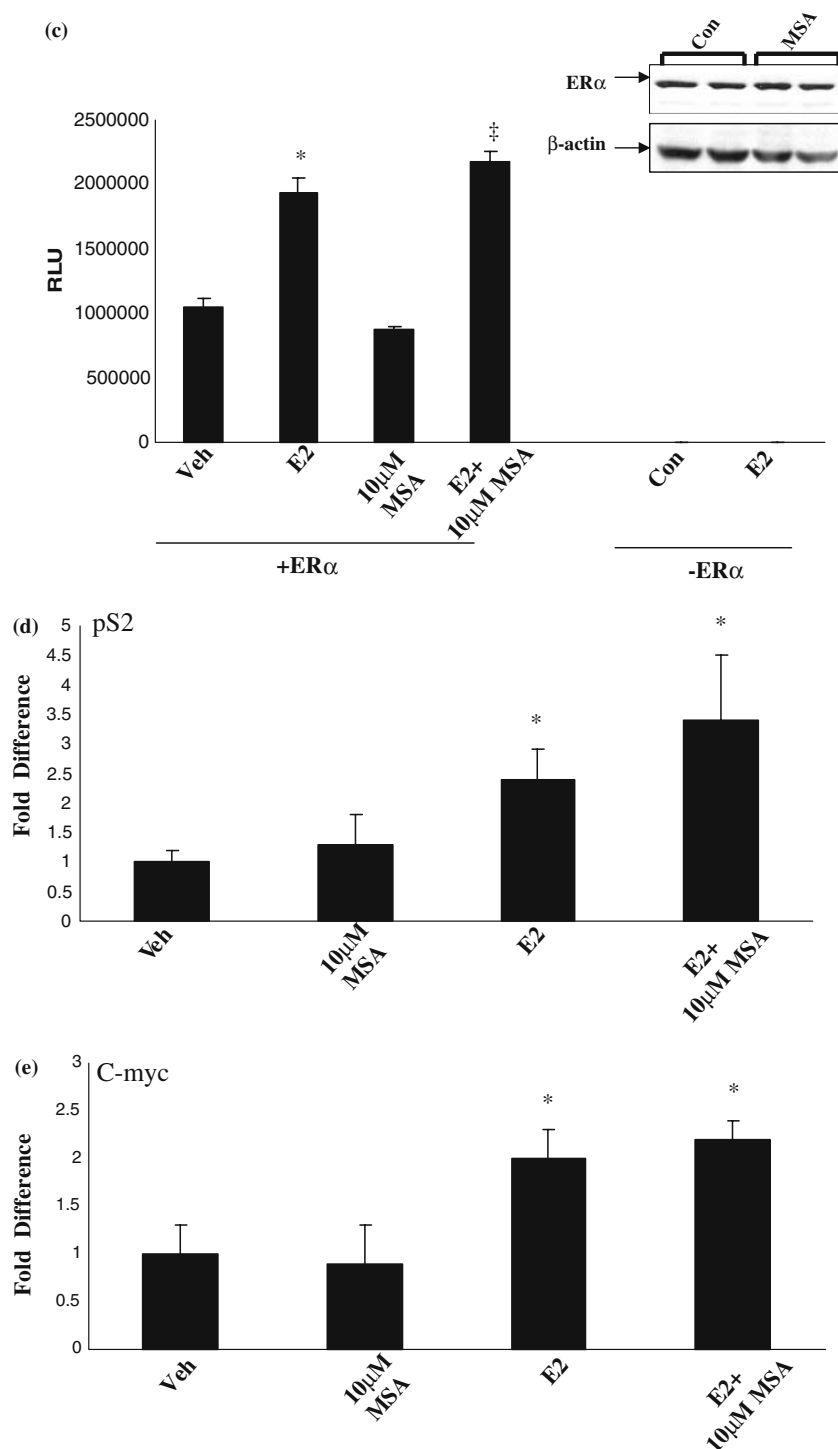 (c)
Con
MSA
ERα
β-actin
2500000
2000000
1500000
1000000
500000
0
RLU
*
‡
Veh
E2
10µM
MSA
E2+
10µM MSA
Con
E2
+ERα
-ERα
(d)
pS2
5
4.5
4
3.5
3
2.5
2
1.5
1
0.5
0
Fold Difference
*
*
Veh
10µM
MSA
E2
E2+
10µM MSA
(e)
C-myc
3
2.5
2
1.5
1
0.5
0
Fold Difference
*
*
Veh
10µM
MSA
E2
E2+
10µM MSA